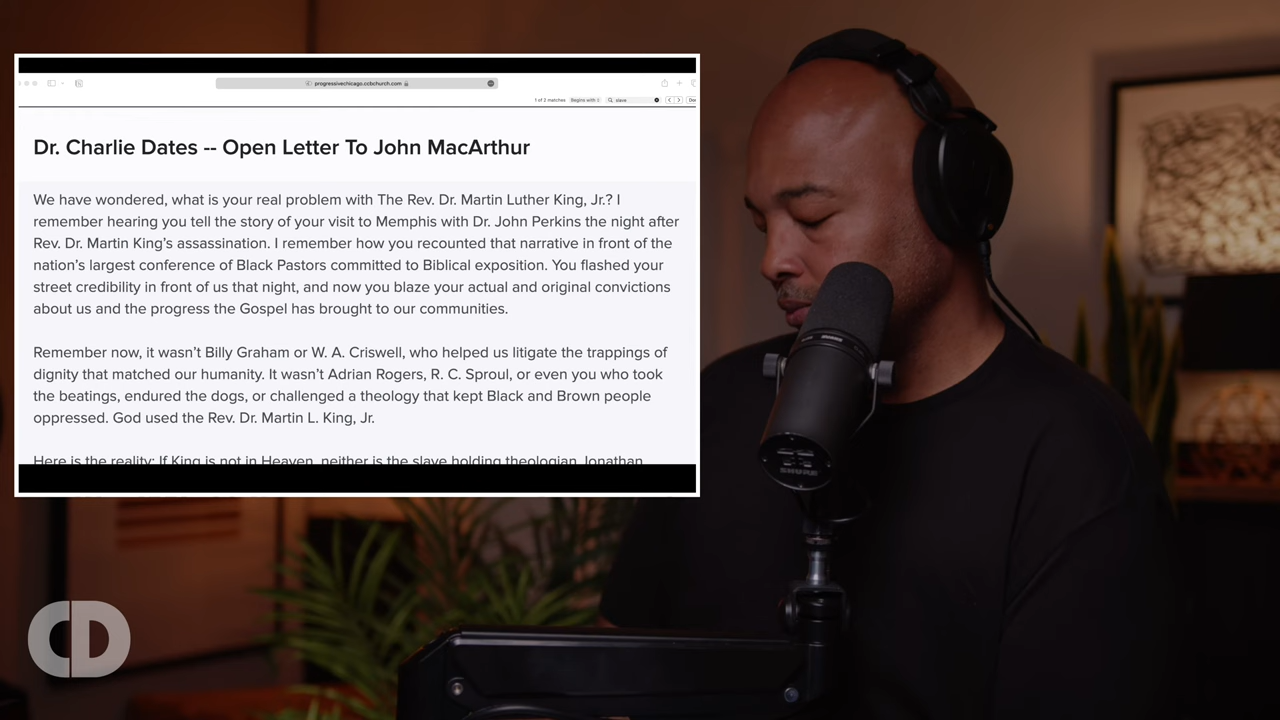 progressivechicago.ccbchurch.com
1 of 2 matches Begins with slave
Dr. Charlie Dates -- Open Letter To John MacArthur
We have wondered, what is your real problem with The Rev. Dr. Martin Luther King, Jr.? I
remember hearing you tell the story of your visit to Memphis with Dr. John Perkins the night after
Rev. Dr. Martin King’s assassination. I remember how you recounted that narrative in front of the
nation’s largest conference of Black Pastors committed to Biblical exposition. You flashed your
street credibility in front of us that night, and now you blaze your actual and original convictions
about us and the progress the Gospel has brought to our communities.
Remember now, it wasn’t Billy Graham or W. A. Criswell, who helped us litigate the trappings of
dignity that matched our humanity. It wasn’t Adrian Rogers, R. C. Sproul, or even you who took
the beatings, endured the dogs, or challenged a theology that kept Black and Brown people
oppressed. God used the Rev. Dr. Martin L. King, Jr.
Here is the reality: If King is not in Heaven, neither is the slave holding theologian, Jonathan
CD